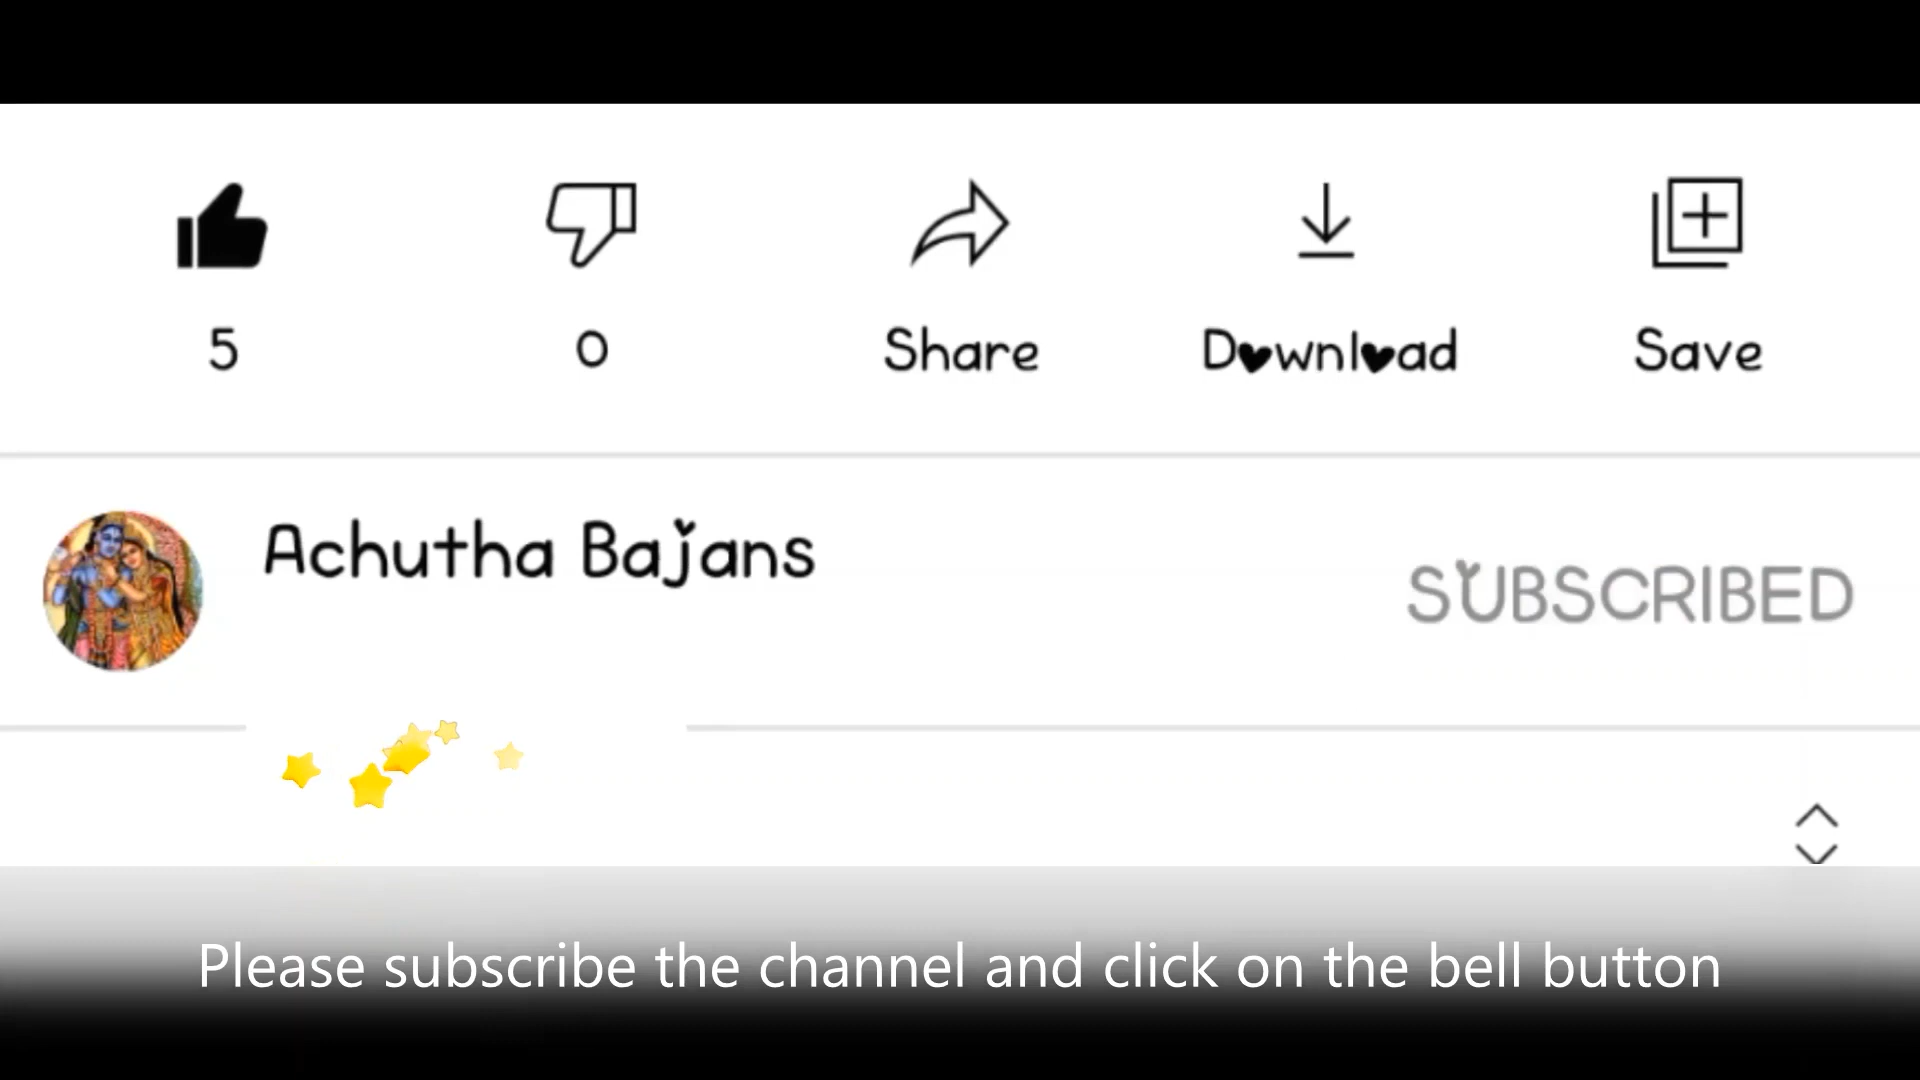 5 0 Share Download Save
Achutha Bajans
SUBSCRIBED
Please subscribe the channel and click on the bell button